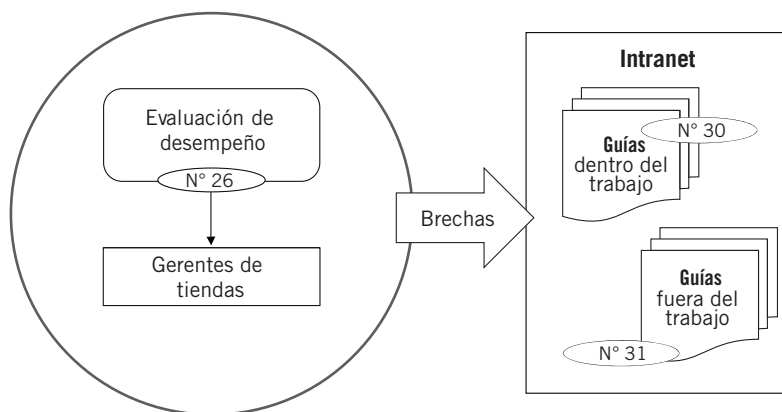 Evaluación de
desempeño
N° 26
Gerentes de
tiendas
Brechas
Intranet
Guías
dentro del
trabajo
N° 30
Guías
fuera del
trabajo
N° 31